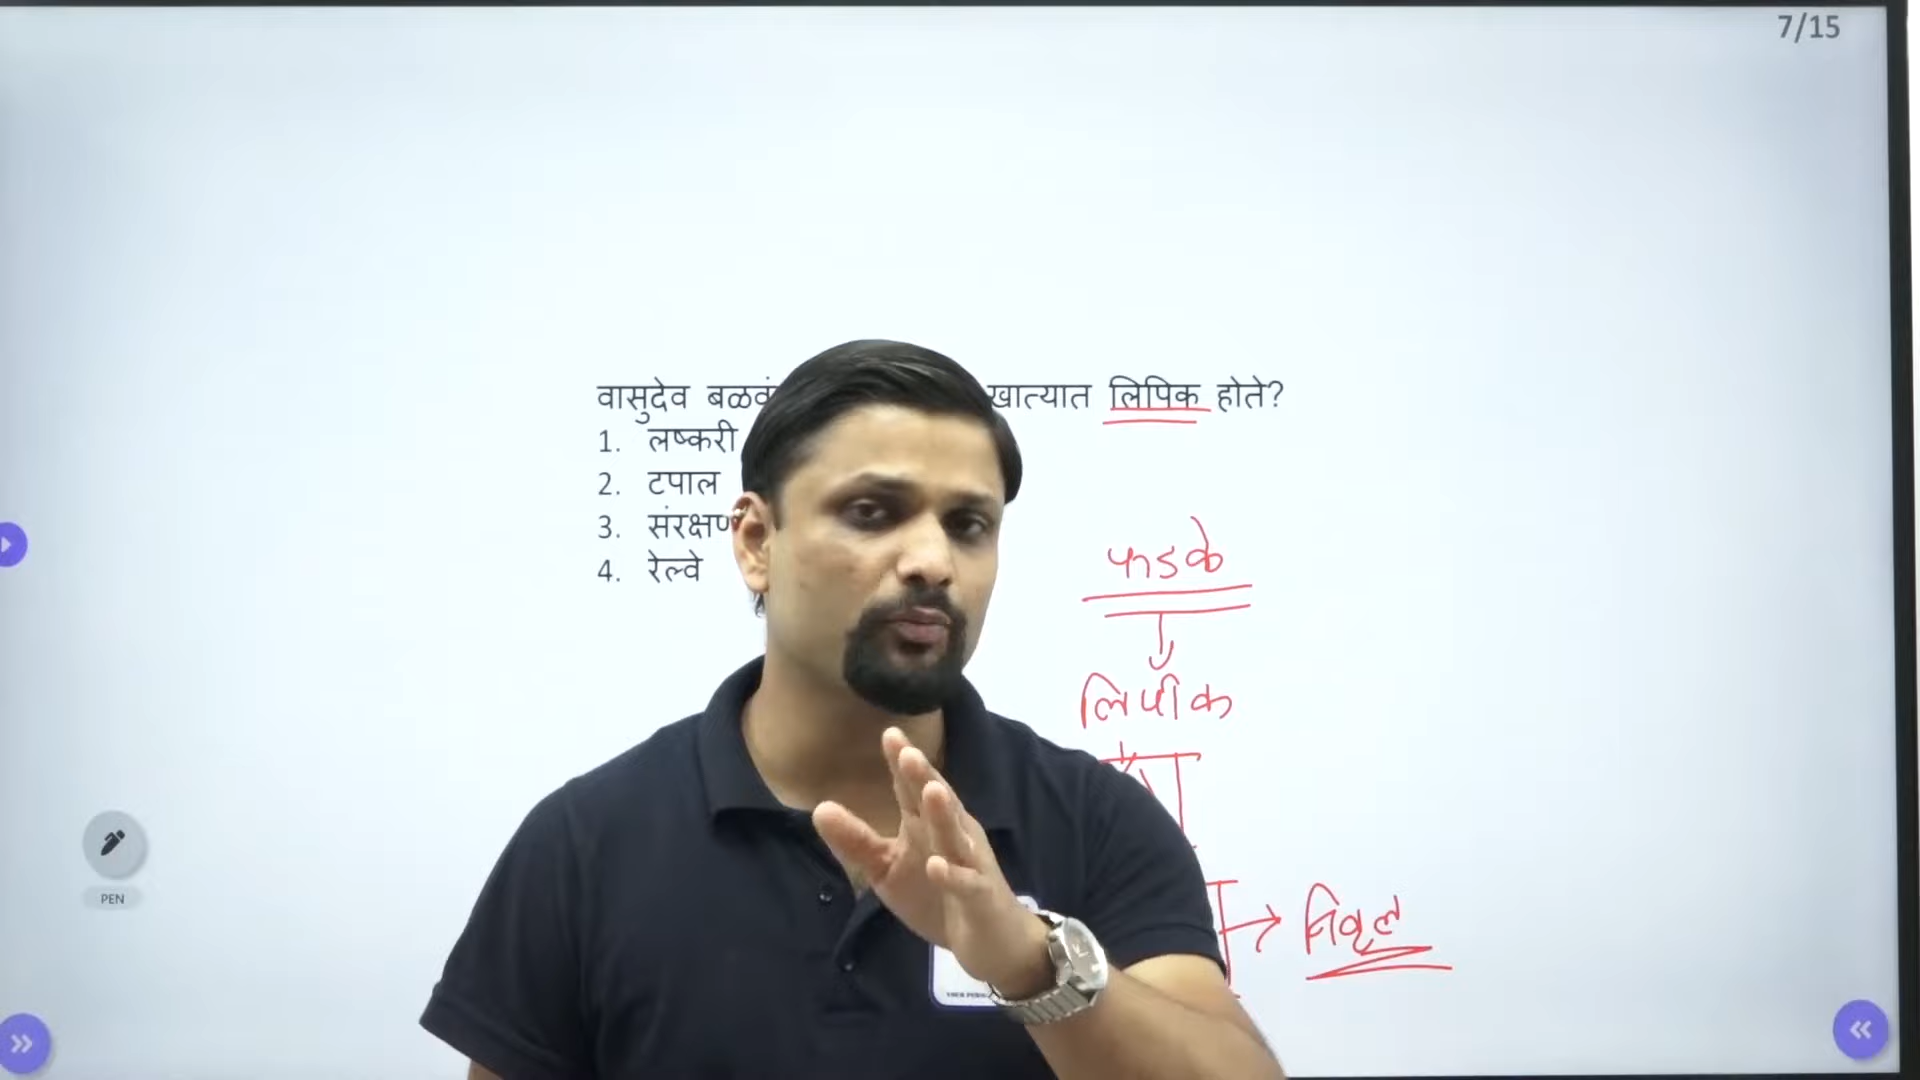 7/15
वासुदेव बळवं खात्यात लिपिक होते?
1. लष्करी
2. टपाल
3. संरक्षण
4. रेल्वे
फडके
लिपीक
PEN